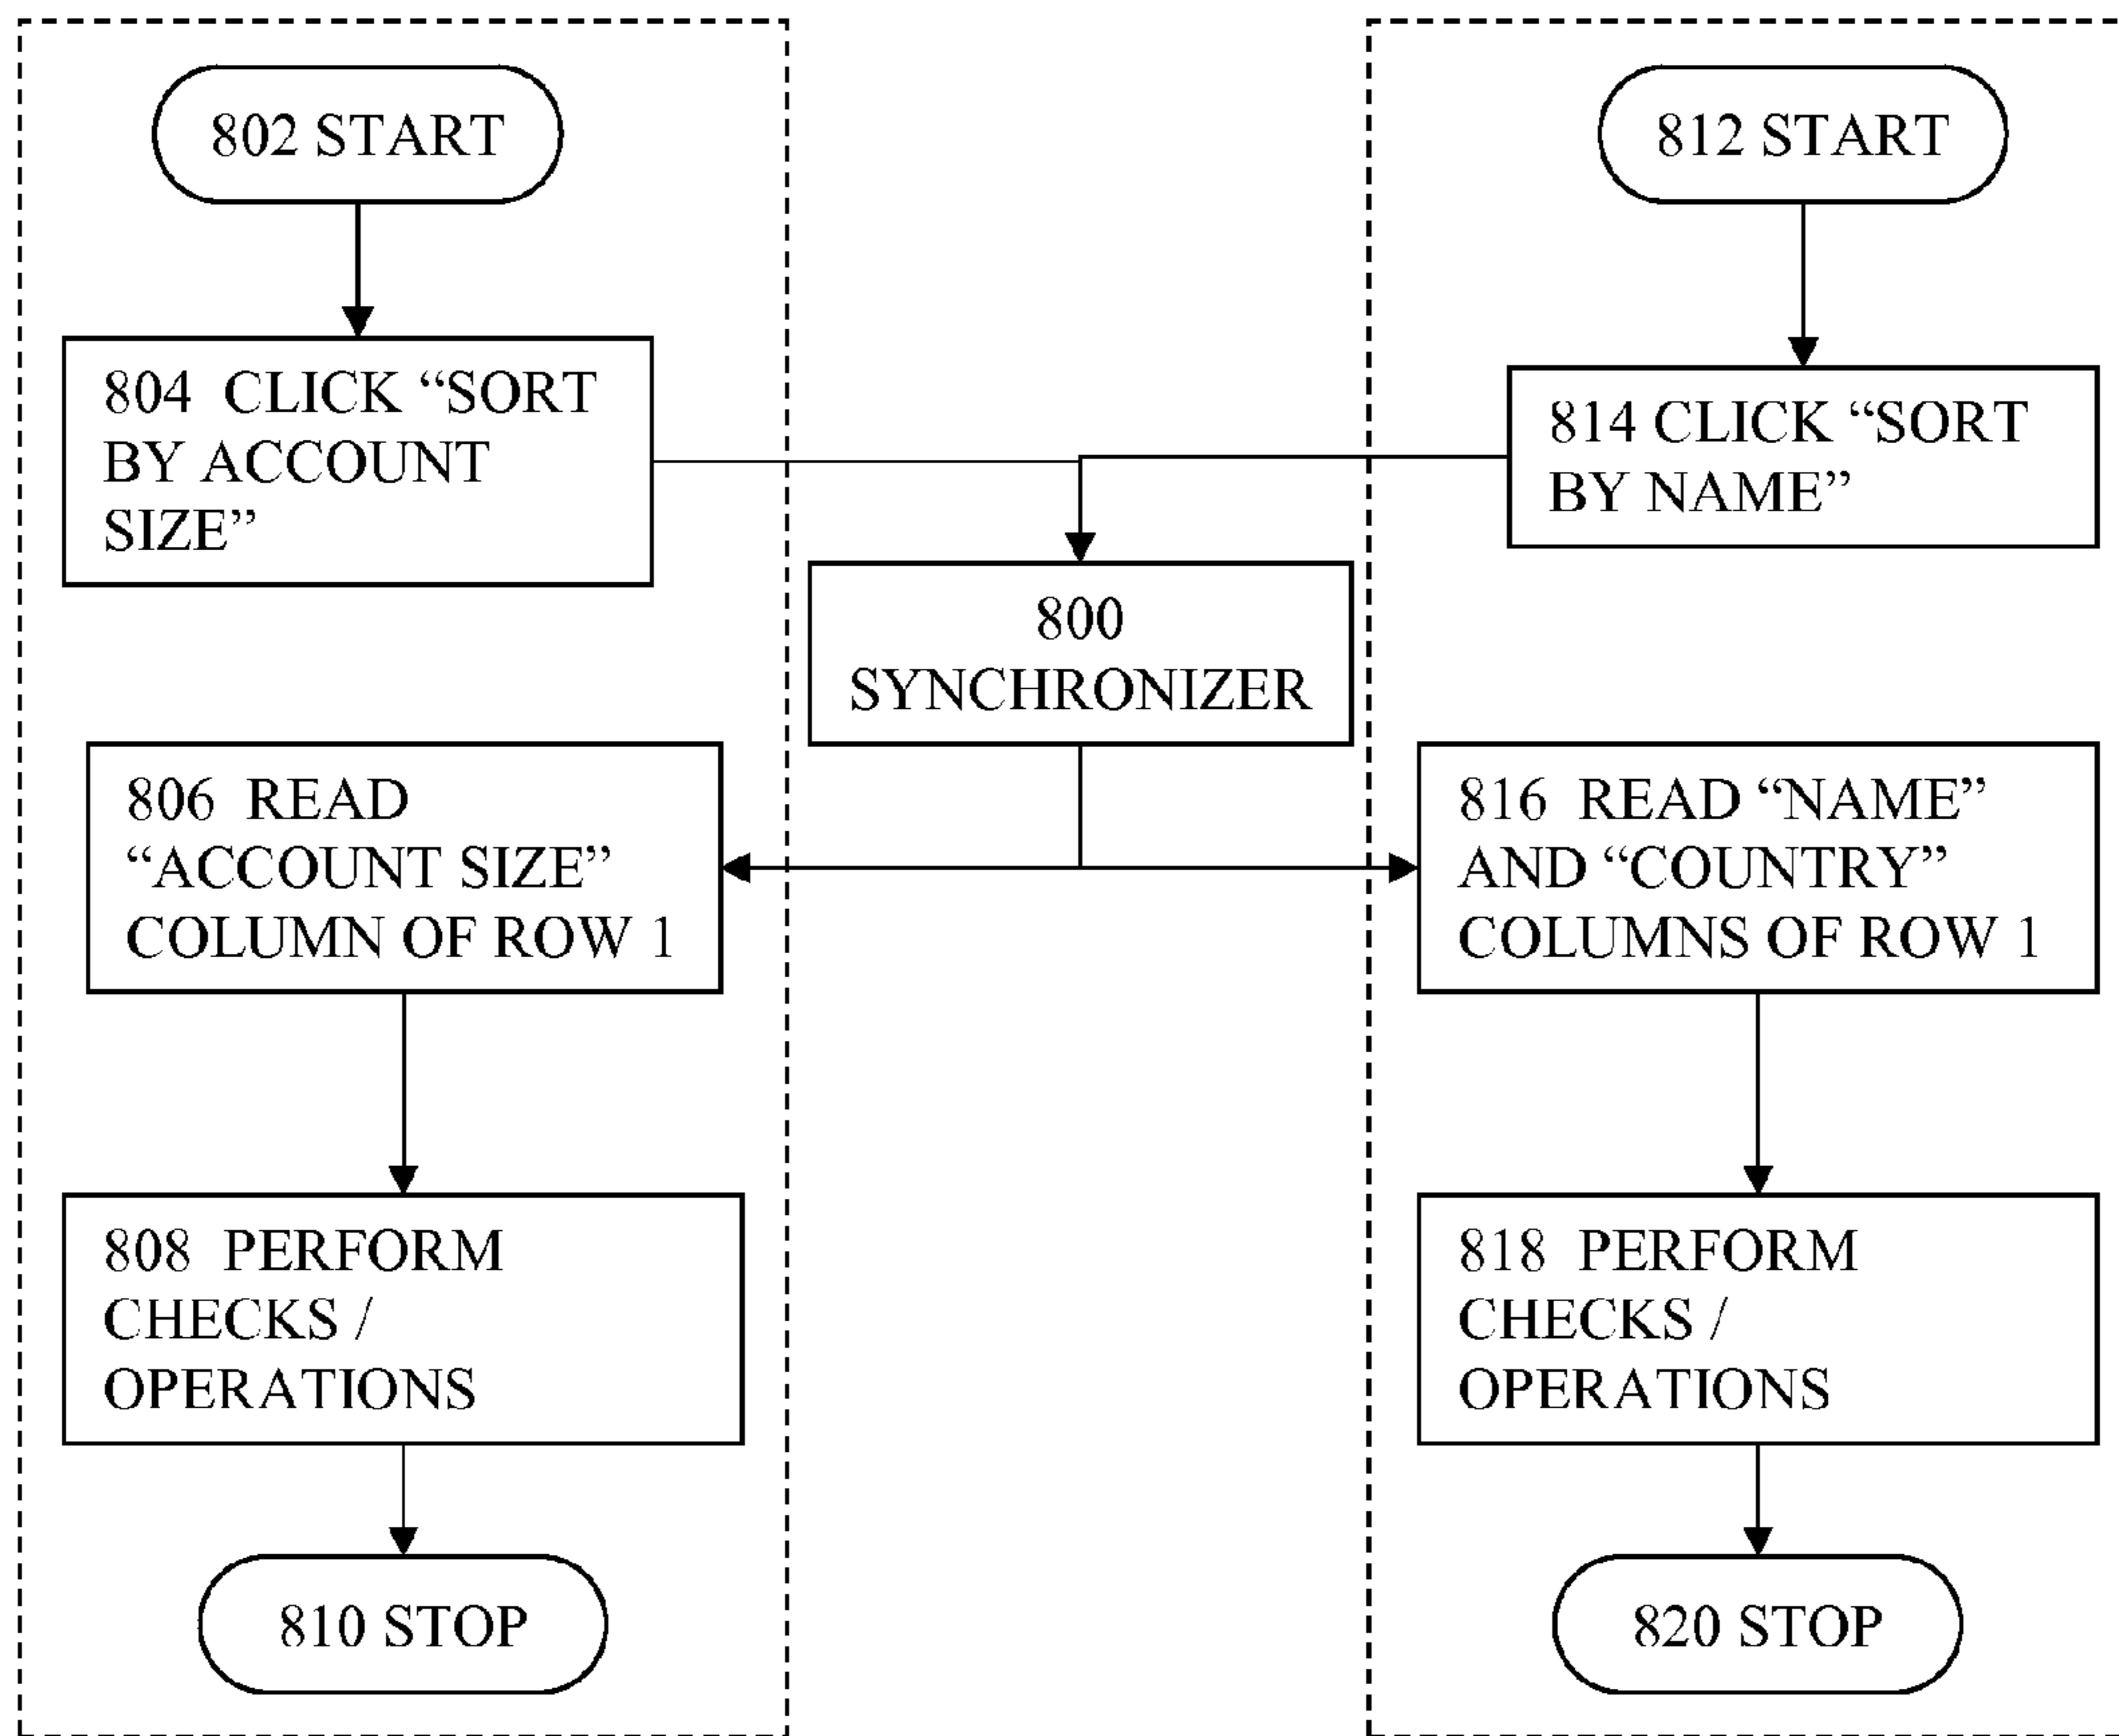 802 START
804 CLICK “SORT
BY ACCOUNT
SIZE”
800
SYNCHRONIZER
806 READ
“ACCOUNT SIZE”
COLUMN OF ROW 1
808 PERFORM
CHECKS /
OPERATIONS
810 STOP
812 START
814 CLICK “SORT
BY NAME”
816 READ “NAME”
AND “COUNTRY”
COLUMNS OF ROW 1
818 PERFORM
CHECKS /
OPERATIONS
820 STOP